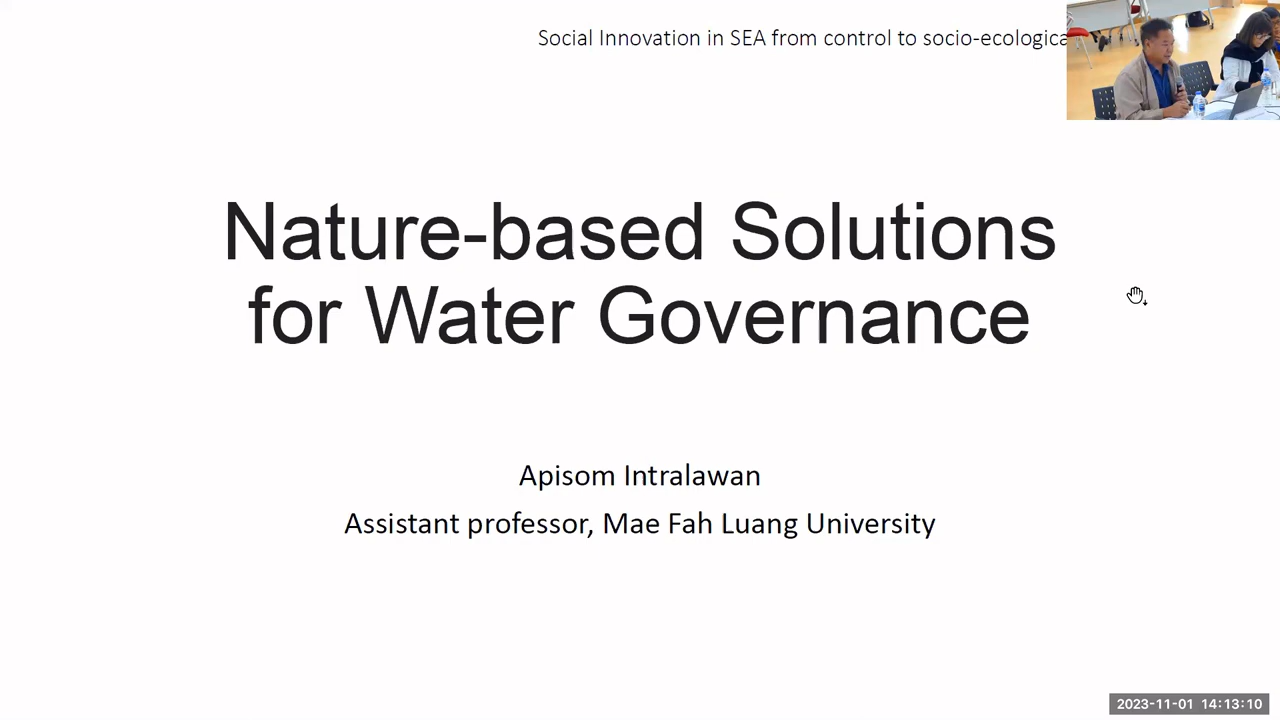 Social Innovation in SEA from control to socio-ecologica
Nature-based Solutions
for Water Governance
Apisom Intralawan
Assistant professor, Mae Fah Luang University
2023-11-01 14:13:10